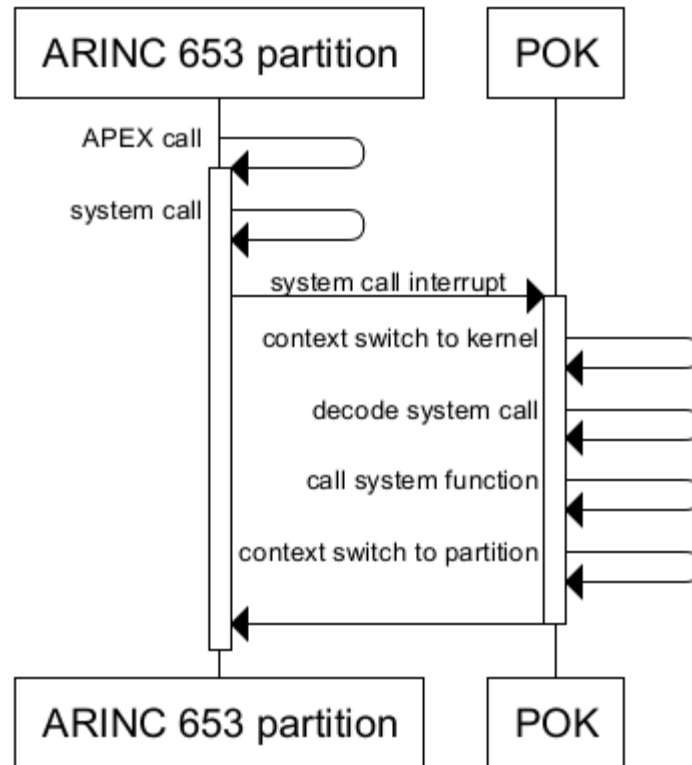 ARINC 653 partition
POK
APEX call
system call
system call interrupt
context switch to kernel
decode system call
call system function
context switch to partition
ARINC 653 partition
POK